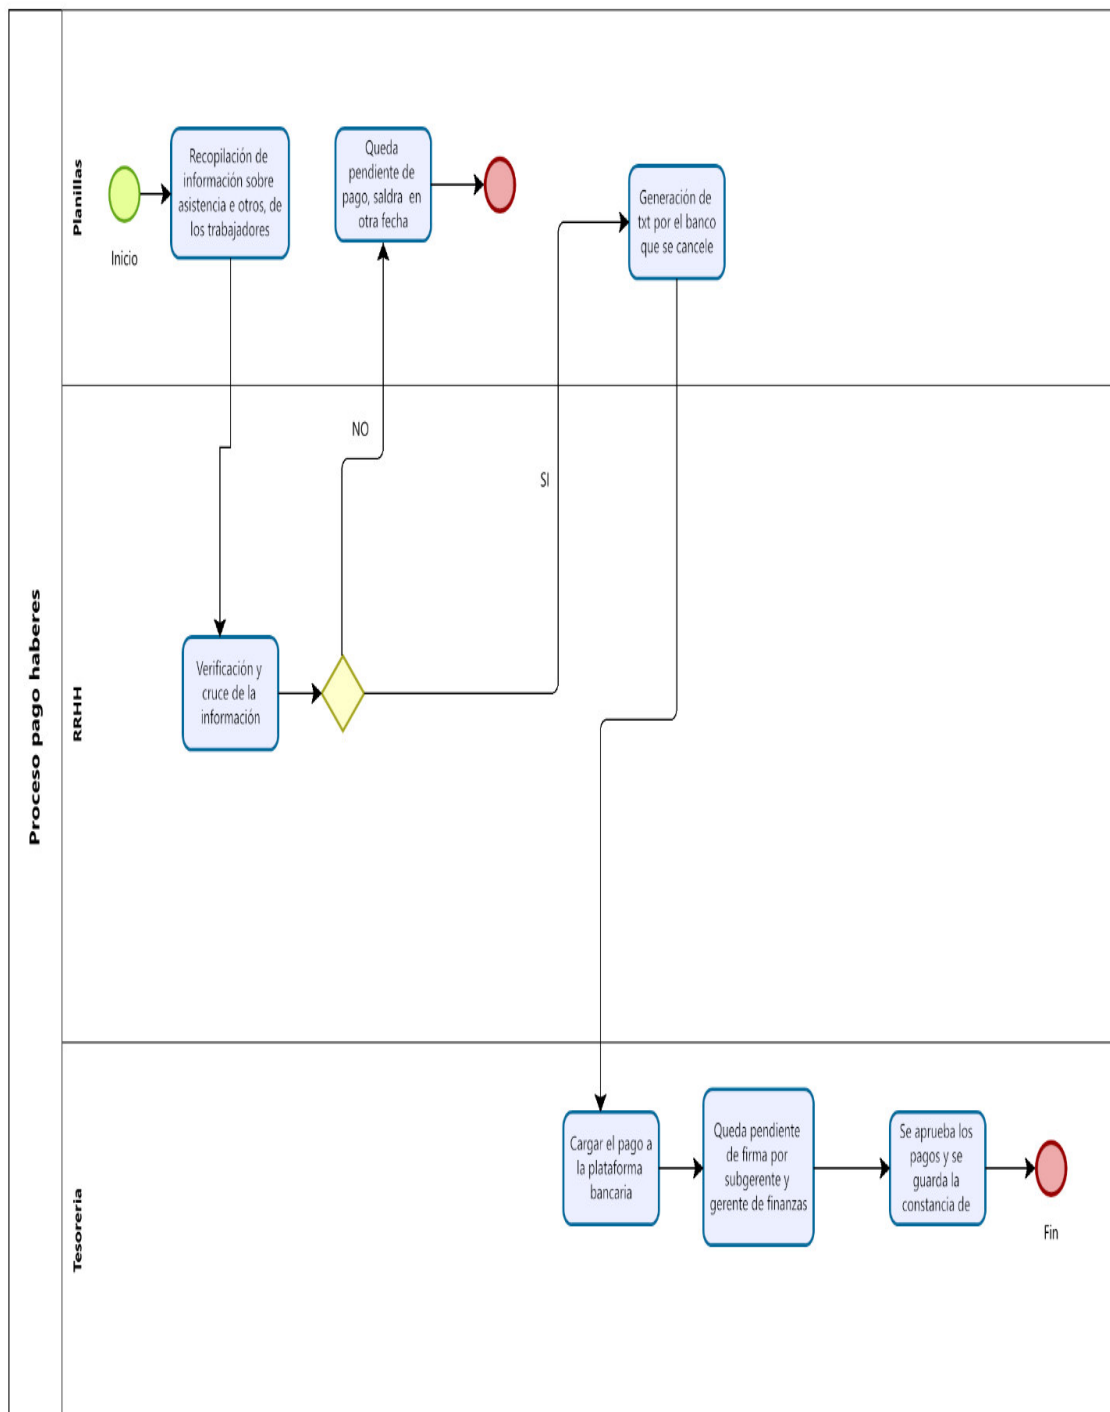 Proceso pago haberes
Planillas
Inicio
Recopilación de
información sobre
asistencia e otros, de
los trabajadores
Queda
pendiente de
pago, saldra en
otra fecha
Generación de
txt por el banco
que se cancele
RRHH
NO
SI
Verificación y
cruce de la
información
Tesoreria
Cargar el pago a
la plataforma
bancaria
Queda pendiente
de firma por
subgerente y
gerente de finanzas
Se aprueba los
pagos y se
guarda la
constancia de
Fin